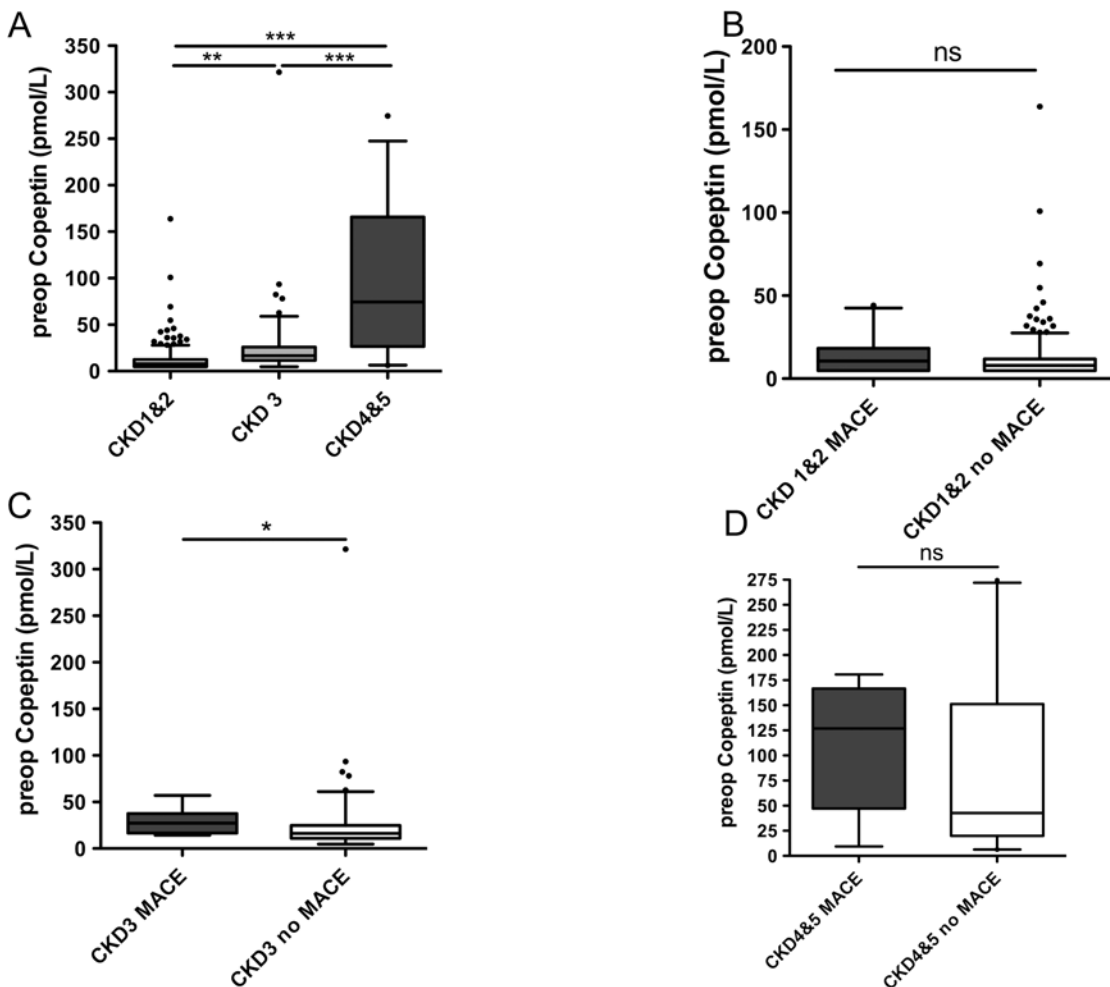 A
preop Copeptin (pmol/L)
350
300
250
200
150
100
50
0
***
** ***
CKD1&2 CKD 3 CKD4&5
B
preop Copeptin (pmol/L)
200
150
100
50
0
ns
CKD 1&2 MACE CKD1&2 no MACE
C
preop Copeptin (pmol/L)
350
300
250
200
150
100
50
0
*
CKD3 MACE CKD3 no MACE
D
preop Copeptin (pmol/L)
275
250
225
200
175
150
125
100
75
50
25
0
ns
CKD4&5 MACE CKD4&5 no MACE